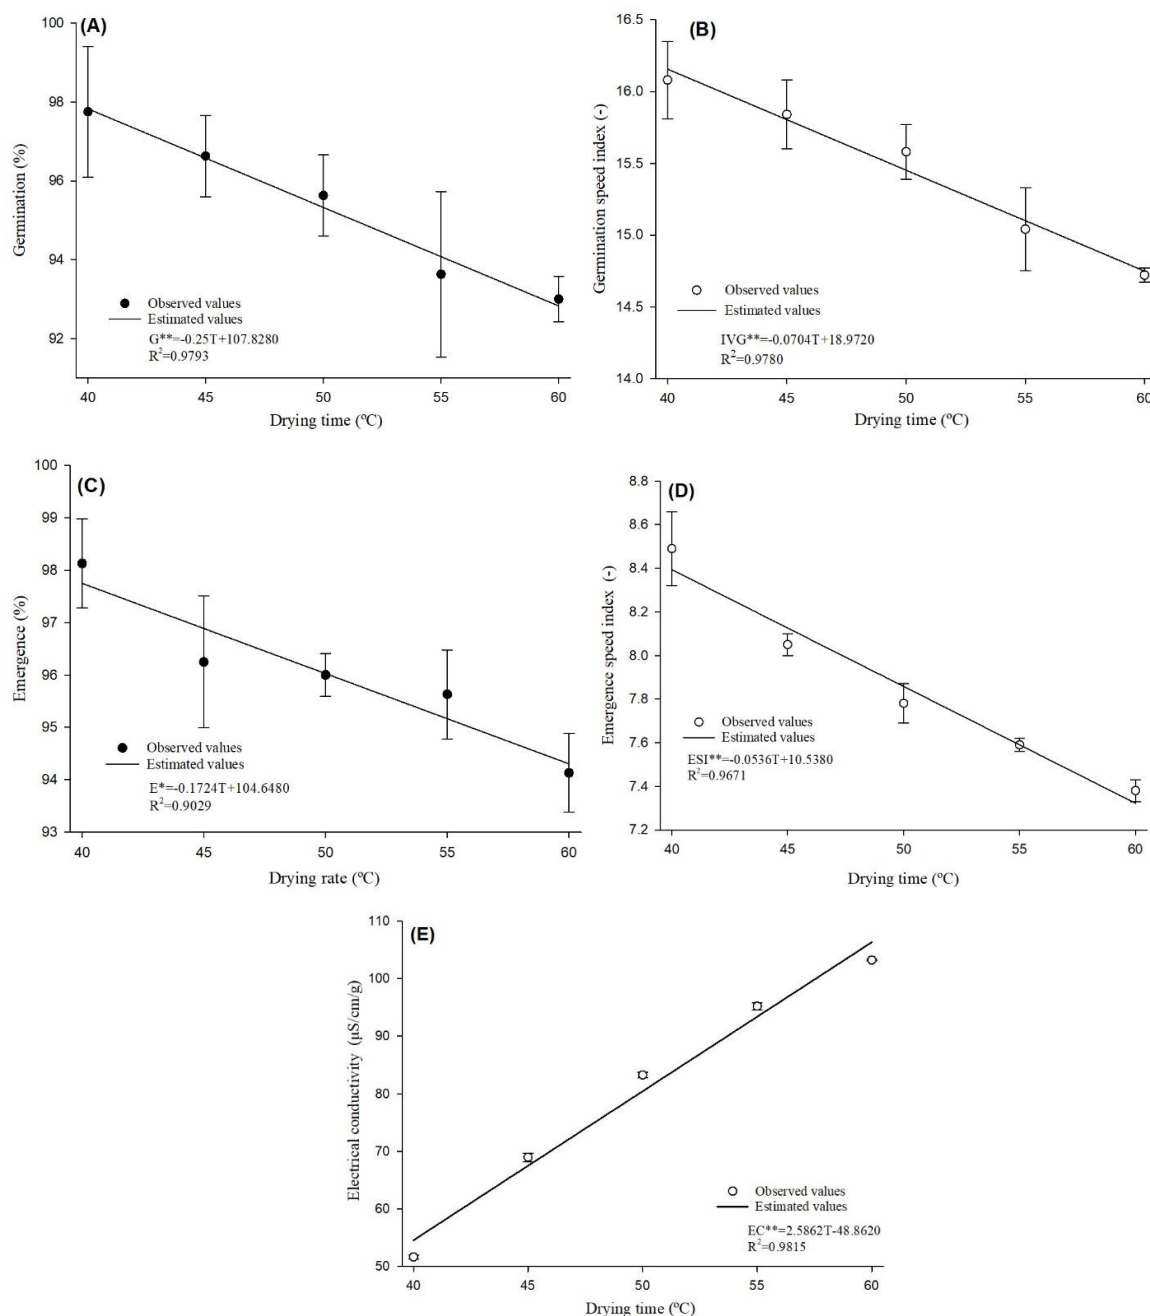 (A)
Germination (%)
100
98
96
94
92
Observed values
Estimated values
G**=-0.25T+107.8280
R²=0.9793
40 45 50 55 60
Drying time (ºC)
(B)
Germination speed index (-)
16.5
16.0
15.5
15.0
14.5
14.0
Observed values
Estimated values
IVG**=-0.0704T+18.9720
R²=0.9780
40 45 50 55 60
Drying time (ºC)
(C)
Emergence (%)
100
99
98
97
96
95
94
93
Observed values
Estimated values
E*=-0.1724T+104.6480
R²=0.9029
40 45 50 55 60
Drying rate (ºC)
(D)
Emergence speed index (-)
8.8
8.6
8.4
8.2
8.0
7.8
7.6
7.4
7.2
Observed values
Estimated values
ESI**=-0.0536T+10.5380
R²=0.9671
40 45 50 55 60
Drying time (ºC)
(E)
Electrical conductivity (µS/cm/g)
110
100
90
80
70
60
50
Observed values
Estimated values
EC**=2.5862T-48.8620
R²=0.9815
40 45 50 55 60
Drying time (ºC)